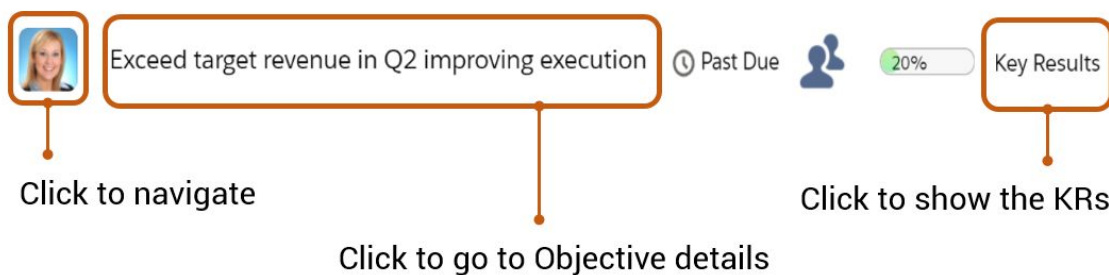 Exceed target revenue in Q2 improving execution Past Due 20% Key Results
Click to navigate
Click to show the KRs
Click to go to Objective details